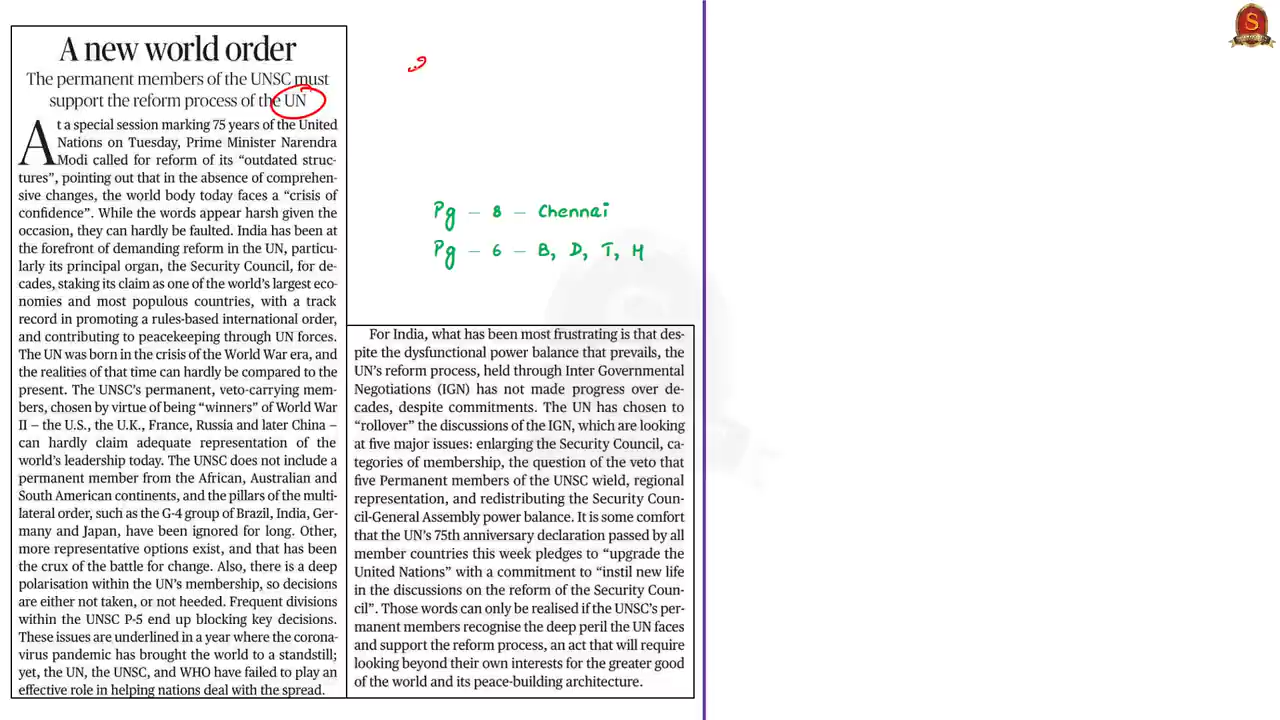 A new world order
The permanent members of the UNSC must
support the reform process of the UN
At a special session marking 75 years of the United
Nations on Tuesday, Prime Minister Narendra
Modi called for reform of its “outdated struc-
tures”, pointing out that in the absence of comprehen-
sive changes, the world body today faces a “crisis of
confidence”. While the words appear harsh given the
occasion, they can hardly be faulted. India has been at
the forefront of demanding reform in the UN, particu-
larly its principal organ, the Security Council, for de-
cades, staking its claim as one of the world’s largest eco-
nomies and most populous countries, with a track
record in promoting a rules-based international order,
and contributing to peacekeeping through UN forces.
The UN was born in the crisis of the World War era, and
the realities of that time can hardly be compared to the
present. The UNSC’s permanent, veto-carrying mem-
bers, chosen by virtue of being “winners” of World War
II – the U.S., the U.K., France, Russia and later China –
can hardly claim adequate representation of the
world’s leadership today. The UNSC does not include a
permanent member from the African, Australian and
South American continents, and the pillars of the multi-
lateral order, such as the G-4 group of Brazil, India, Ger-
many and Japan, have been ignored for long. Other,
more representative options exist, and that has been
the crux of the battle for change. Also, there is a deep
polarisation within the UN’s membership, so decisions
are either not taken, or not heeded. Frequent divisions
within the UNSC P-5 end up blocking key decisions.
These issues are underlined in a year where the corona-
virus pandemic has brought the world to a standstill;
yet, the UN, the UNSC, and WHO have failed to play an
effective role in helping nations deal with the spread.
Pg – 8 – Chennai
Pg – 6 – B, D, T, H
For India, what has been most frustrating is that des-
pite the dysfunctional power balance that prevails, the
UN’s reform process, held through Inter Governmental
Negotiations (IGN) has not made progress over de-
cades, despite commitments. The UN has chosen to
“rollover” the discussions of the IGN, which are looking
at five major issues: enlarging the Security Council, ca-
tegories of membership, the question of the veto that
five Permanent members of the UNSC wield, regional
representation, and redistributing the Security Coun-
cil-General Assembly power balance. It is some comfort
that the UN’s 75th anniversary declaration passed by all
member countries this week pledges to “upgrade the
United Nations” with a commitment to “instil new life
in the discussions on the reform of the Security Coun-
cil”. Those words can only be realised if the UNSC’s per-
manent members recognise the deep peril the UN faces
and support the reform process, an act that will require
looking beyond their own interests for the greater good
of the world and its peace-building architecture.